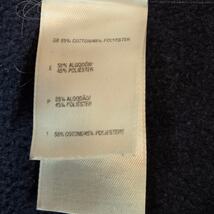 GB 55% COTTON/45% POLYESTER
E 55% ALGODÓN/
45% POLIÉSTER
P 55% ALGODÃO/
45% POLIÉSTER
I 55% COTONE/45% POLIESTERE